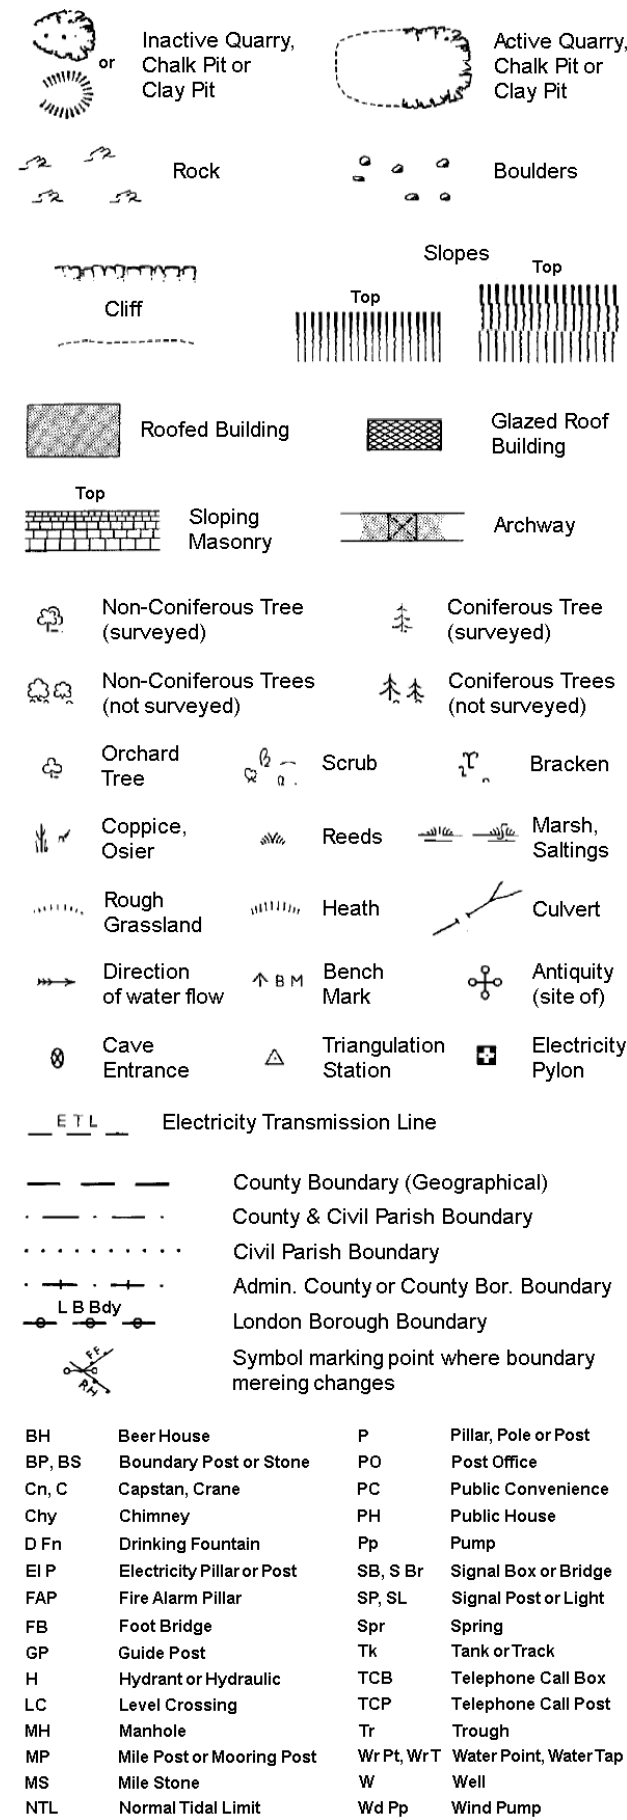 or
Inactive Quarry,
Chalk Pit or
Clay Pit
Active Quarry,
Chalk Pit or
Clay Pit
Rock
Boulders
Cliff
Slopes
Top
Top
Roofed Building
Glazed Roof
Building
Top
Sloping
Masonry
Archway
Non-Coniferous Tree
(surveyed)
Coniferous Tree
(surveyed)
Non-Coniferous Trees
(not surveyed)
Coniferous Trees
(not surveyed)
Orchard
Tree
Scrub
Bracken
Coppice,
Osier
Reeds
Marsh,
Saltings
Rough
Grassland
Heath
Culvert
Direction
of water flow
B M
Bench
Mark
Antiquity
(site of)
Cave
Entrance
Triangulation
Station
Electricity
Pylon
E T L
Electricity Transmission Line
County Boundary (Geographical)
County & Civil Parish Boundary
Civil Parish Boundary
Admin. County or County Bor. Boundary
L B Bdy
London Borough Boundary
FF
RH
Symbol marking point where boundary
mereing changes
BH Beer House
BP, BS Boundary Post or Stone
Cn, C Capstan, Crane
Chy Chimney
D Fn Drinking Fountain
El P Electricity Pillar or Post
FAP Fire Alarm Pillar
FB Foot Bridge
GP Guide Post
H Hydrant or Hydraulic
LC Level Crossing
MH Manhole
MP Mile Post or Mooring Post
MS Mile Stone
NTL Normal Tidal Limit
P Pillar, Pole or Post
PO Post Office
PC Public Convenience
PH Public House
Pp Pump
SB, S Br Signal Box or Bridge
SP, SL Signal Post or Light
Spr Spring
Tk Tank or Track
TCB Telephone Call Box
TCP Telephone Call Post
Tr Trough
Wr Pt, Wr T Water Point, Water Tap
W Well
Wd Pp Wind Pump